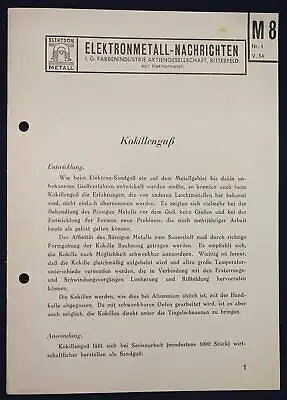 ELEKTRON
METALL
ELEKTRONMETALL-NACHRICHTEN
I. G. FARBENINDUSTRIE AKTIENGESELLSCHAFT, BITTERFELD
Abt. Elektronmetall
M 8
Nr. 1
V. 34
Kokillenguß
Entwicklung.
Wie beim Elektron-Sandguß ein auf dem Metallgebiet bis dahin un-
bekanntes Gießverfahren entwickelt werden mußte, so konnten auch beim
Kokillenguß die Erfahrungen, die von anderen Leichtmetallen her bekannt
sind, nicht einfach übernommen werden. Es zeigten sich vielmehr bei der
Behandlung des flüssigen Metalls vor dem Guß, beim Gießen und bei der
Entwicklung der Formen neue Probleme, die nach mehrjähriger Arbeit
heute als gelöst gelten können.
Der Affinität des flüssigen Metalls zum Sauerstoff muß durch richtige
Formgebung der Kokille Rechnung getragen werden. Es empfiehlt sich,
die Kokille nach Möglichkeit schwenkbar anzuordnen. Wichtig ist ferner,
daß die Kokille gleichmäßig aufgeheizt wird und allzu große Temperatur-
unterschiede vermieden werden, die in Verbindung mit den Erstarrungs- und
Schwindungsvorgängen Lunkerung und Rißbildung hervorrufen
können.
Die Kokillen werden, wie dies bei Aluminium üblich ist, mit der Hand-
kelle abgegossen. Da mit schwenkbaren Oefen gearbeitet wird, ist es aber
auch möglich, die Kokillen direkt unter die Tiegelschnauzen zu bringen.
Anwendung.
Kokillenguß läßt sich bei Serienarbeit (mindestens 1000 Stück) wirt-
schaftlicher herstellen als Sandguß:
1